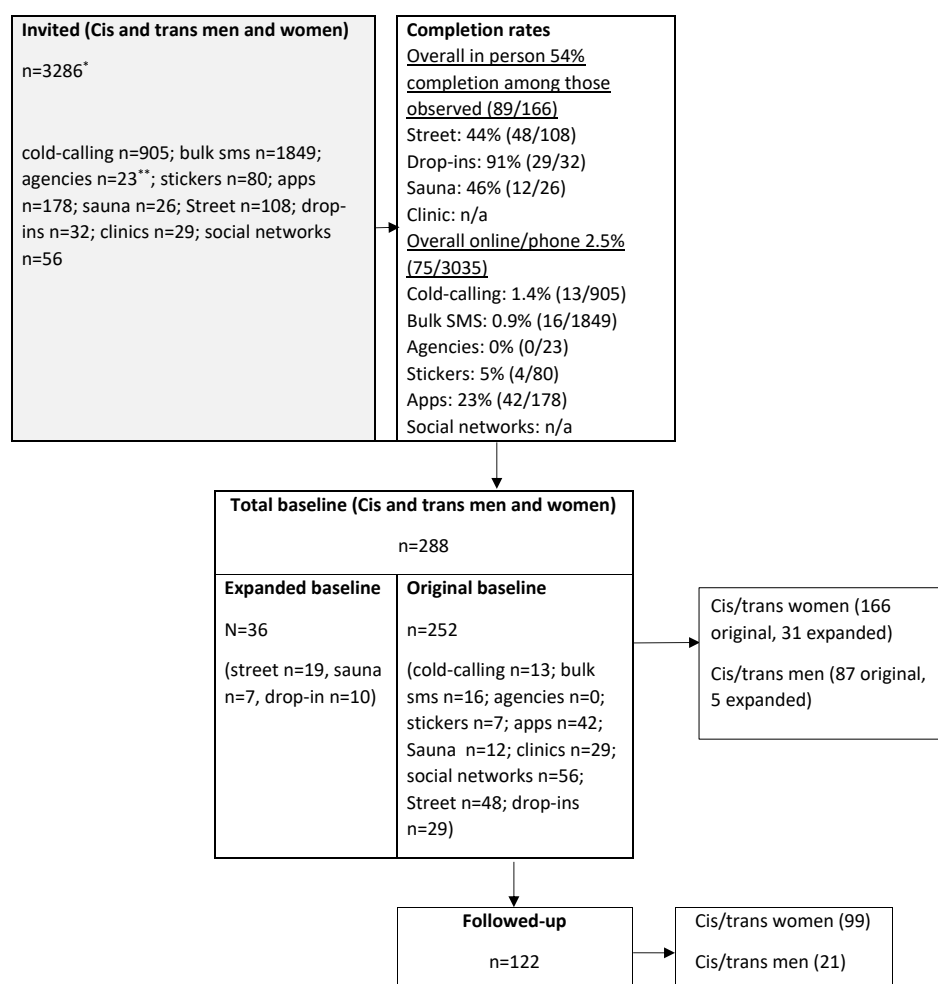 Invited (Cis and trans men and women)
n=3286*
cold-calling n=905; bulk sms n=1849;
agencies n=23**; stickers n=80; apps
n=178; sauna n=26; Street n=108; drop-
ins n=32; clinics n=29; social networks
n=56
Completion rates
Overall in person 54%
completion among those
observed (89/166)
Street: 44% (48/108)
Drop-ins: 91% (29/32)
Sauna: 46% (12/26)
Clinic: n/a
Overall online/phone 2.5%
(75/3035)
Cold-calling: 1.4% (13/905)
Bulk SMS: 0.9% (16/1849)
Agencies: 0% (0/23)
Stickers: 5% (4/80)
Apps: 23% (42/178)
Social networks: n/a
Total baseline (Cis and trans men and women)
n=288
Expanded baseline
N=36
(street n=19, sauna
n=7, drop-in n=10)
Original baseline
n=252
(cold-calling n=13; bulk
sms n=16; agencies n=0;
stickers n=7; apps n=42;
Sauna  n=12; clinics n=29;
social networks n=56;
Street n=48; drop-ins
n=29)
Cis/trans women (166
original, 31 expanded)
Cis/trans men (87 original,
5 expanded)
Followed-up
n=122
Cis/trans women (99)
Cis/trans men (21)